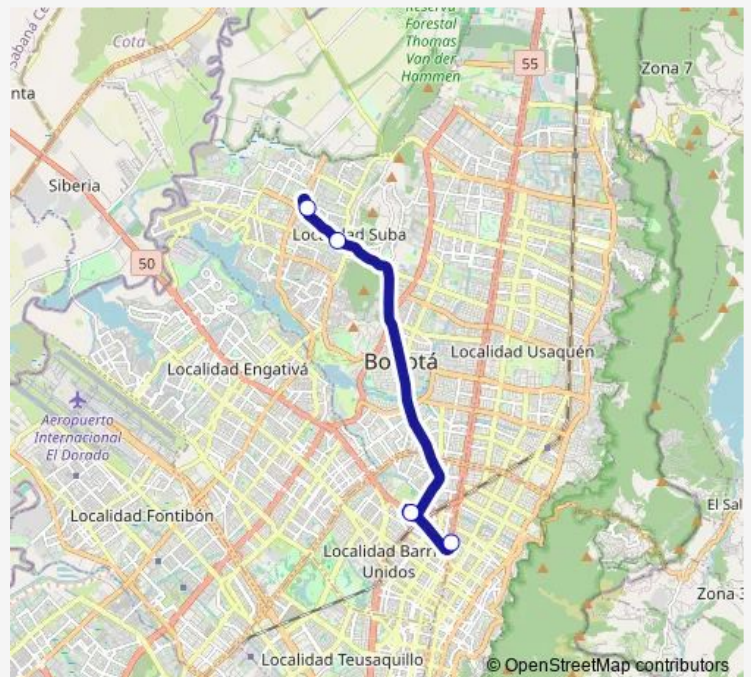 Sabana Ce
Cota
Reserva
Forestal
Thomas
Van der
Hammen
55
Zona 7
nta
Siberia
50
Localidad Suba
Bogotá
Localidad Usaquén
Localidad Engativá
Aeropuerto
Internacional
El Dorado
Localidad Fontibón
El Sal
Localidad Barri
Unidos
Zona 3
Localidad Teusaquillo
© OpenStreetMap contributors